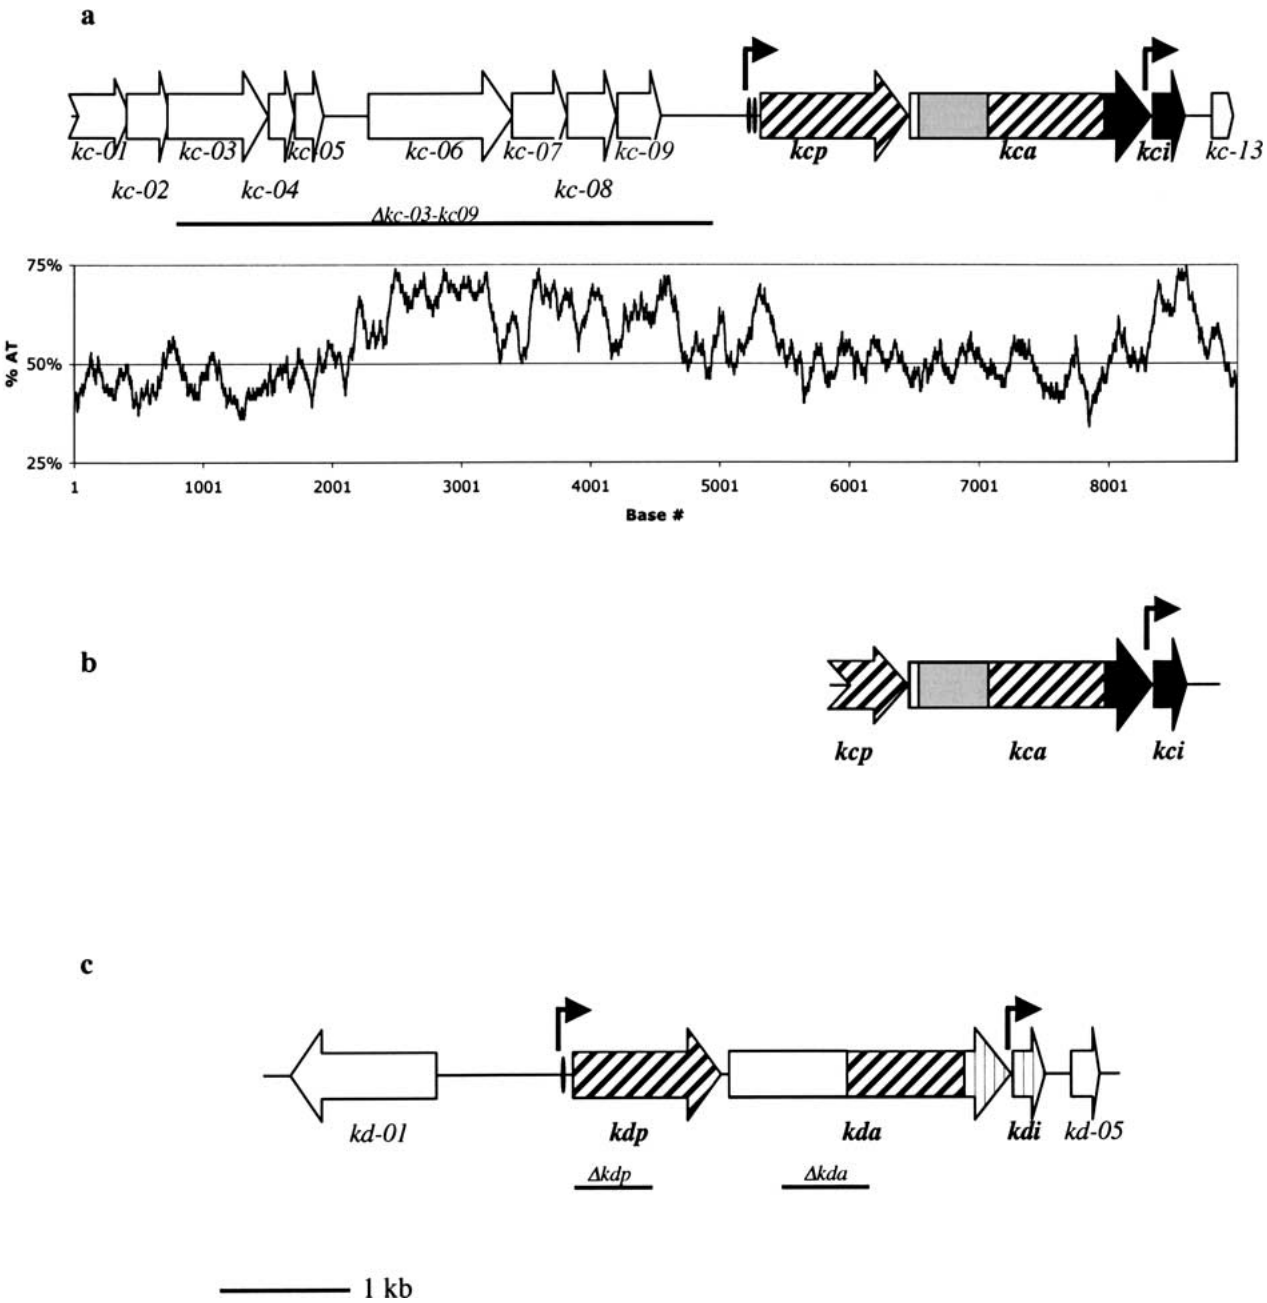 a
kc-01 kc-03 kc-05 kc-06 kc-07 kc-09 kcp kca kci kc-13
kc-02 kc-04 kc-08
Δkc-03-kc09
75%
50%
25%
% AT
1 1001 2001 3001 4001 5001 6001 7001 8001
Base #
b
kcp kca kci
c
kd-01 kdp kda kdi kd-05
Δkdp Δkda
1 kb